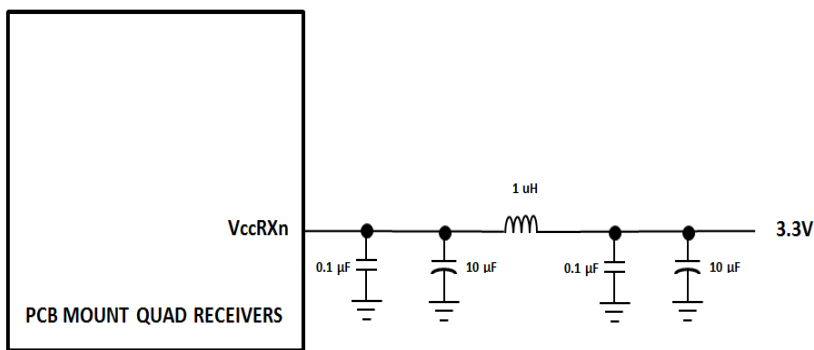 1 uH
VccRXn
3.3V
0.1 µF
10 µF
0.1 µF
10 µF
PCB MOUNT QUAD RECEIVERS